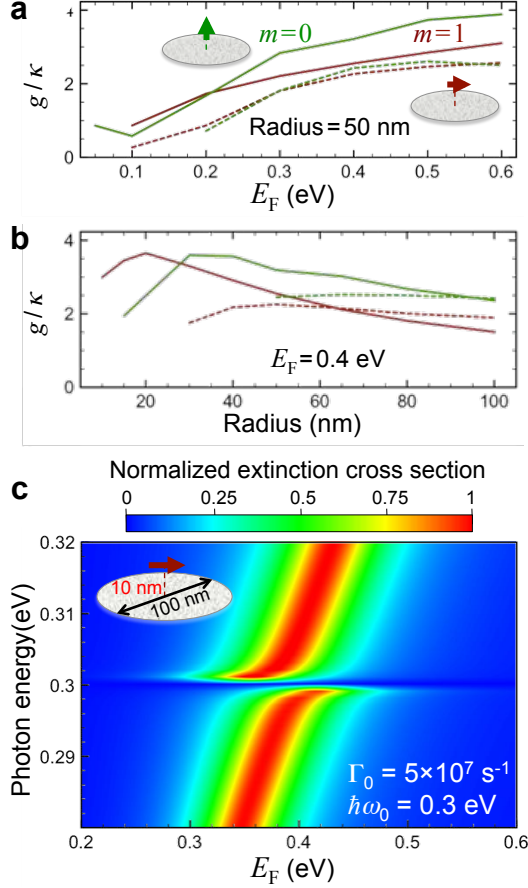 a
m=0
m=1
g/κ
4
2
0
Radius=50 nm
0.1 0.2 0.3 0.4 0.5 0.6
E_F (eV)
b
g/κ
4
2
0
E_F=0.4 eV
20 40 60 80 100
Radius (nm)
Normalized extinction cross section
0 0.25 0.5 0.75 1
c
Photon energy(eV)
0.32
0.31
0.3
0.29
10 nm
100 nm
Γ₀ = 5×10⁷ s⁻¹
ħω₀ = 0.3 eV
0.2 0.3 0.4 0.5 0.6
E_F (eV)